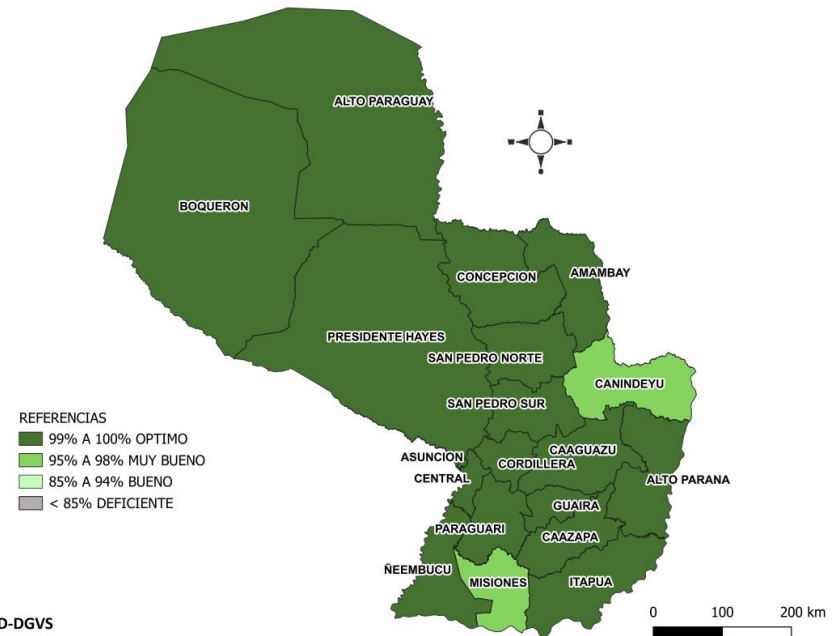 ALTO PARAGUAY
BOQUERON
N
W
E
S
CONCEPCION
AMAMBAY
PRESIDENTE HAYES
SAN PEDRO NORTE
CANINDEYU
SAN PEDRO SUR
REFERENCIAS
99% A 100% OPTIMO
95% A 98% MUY BUENO
85% A 94% BUENO
< 85% DEFICIENTE
ASUNCION
CENTRAL
CORDILLERA
CAAGUAZU
ALTO PARANA
GUAIRA
PARAGUARI
CAAZAPA
ÑEEMBUCU
MISIONES
ITAPUA
0 100 200 km
D-DGVS